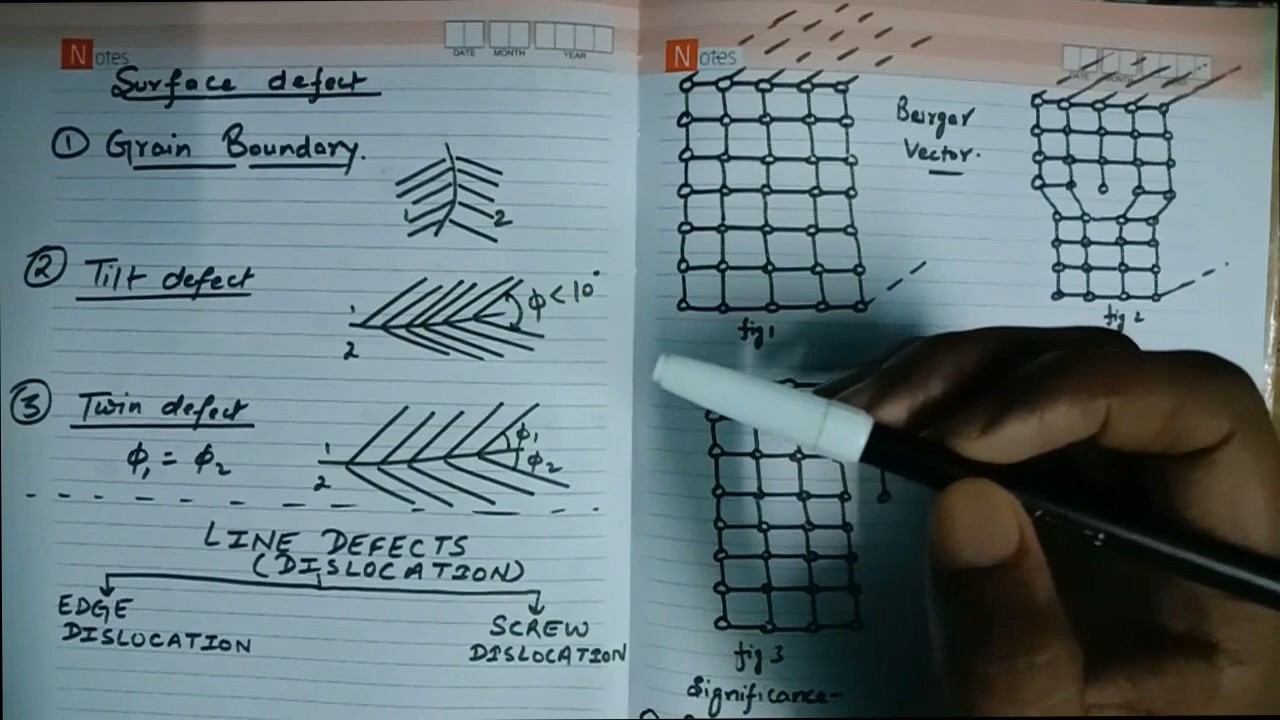 Notes
DATE MONTH YEAR
Surface defect
① Grain Boundary.
1 2
② Tilt defect
1
2
ϕ < 10°
③ Twin defect
ϕ₁ = ϕ₂
1
2
ϕ₁
ϕ₂
LINE DEFECTS
(DISLOCATION)
EDGE
DISLOCATION
SCREW
DISLOCATION
Notes
Burger
Vector.
fig 1
fig 2
fig 3
Significance-